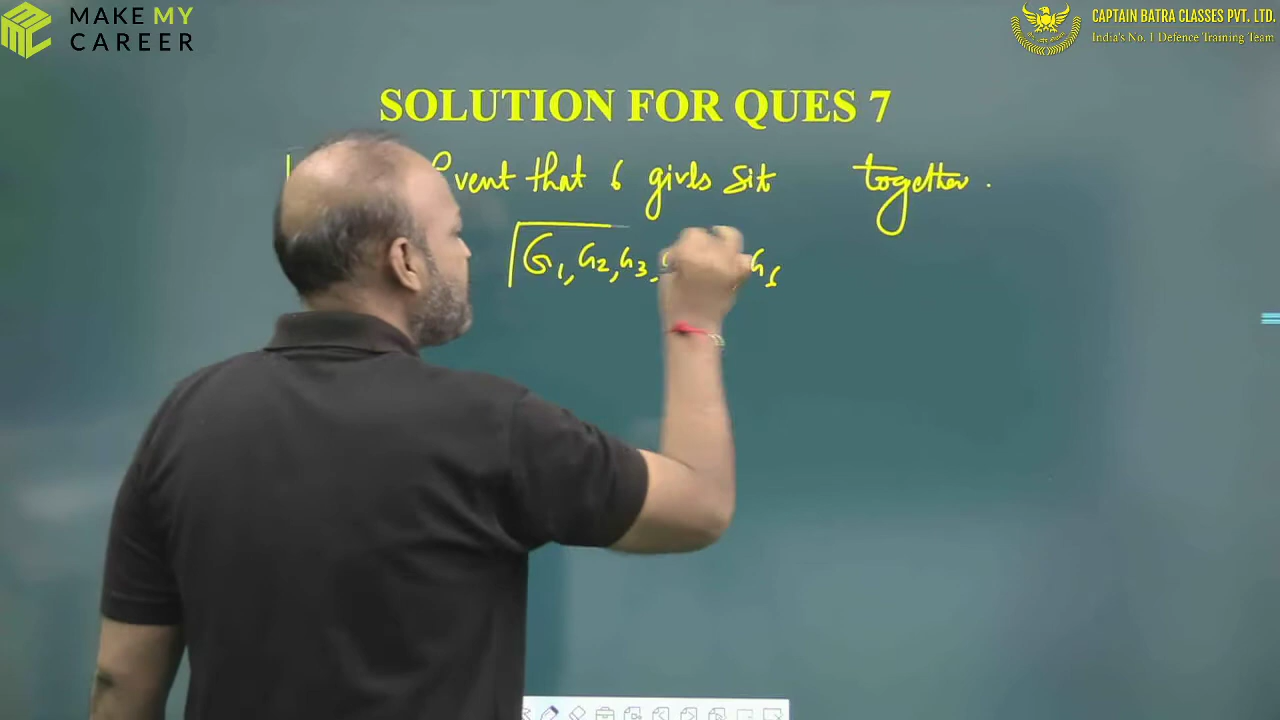 MAKE MY
CAREER
CAPTAIN BATRA CLASSES PVT. LTD.
India's No. 1 Defence Training Team
SOLUTION FOR QUES 7
Event that 6 girls sit together.
G1, G2, G3, G6